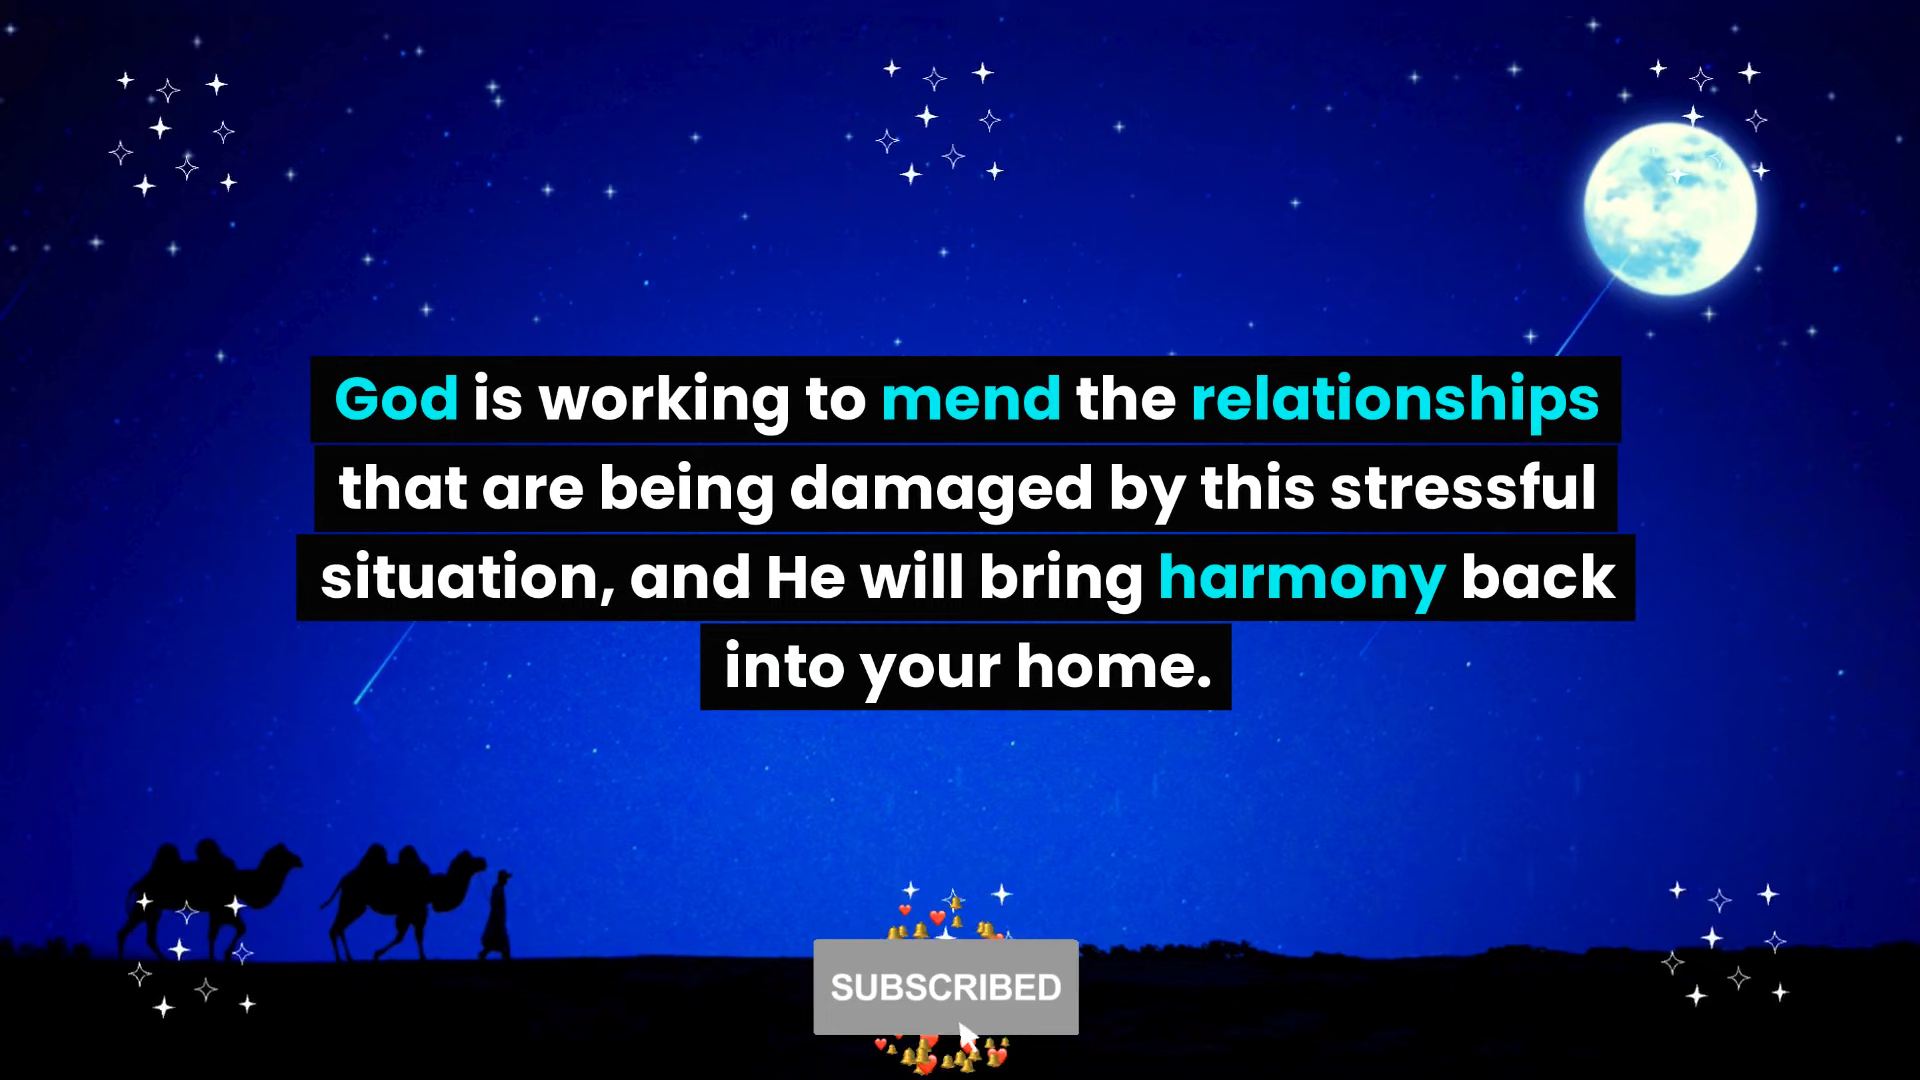 God is working to mend the relationships
that are being damaged by this stressful
situation, and He will bring harmony back
into your home.
SUBSCRIBED